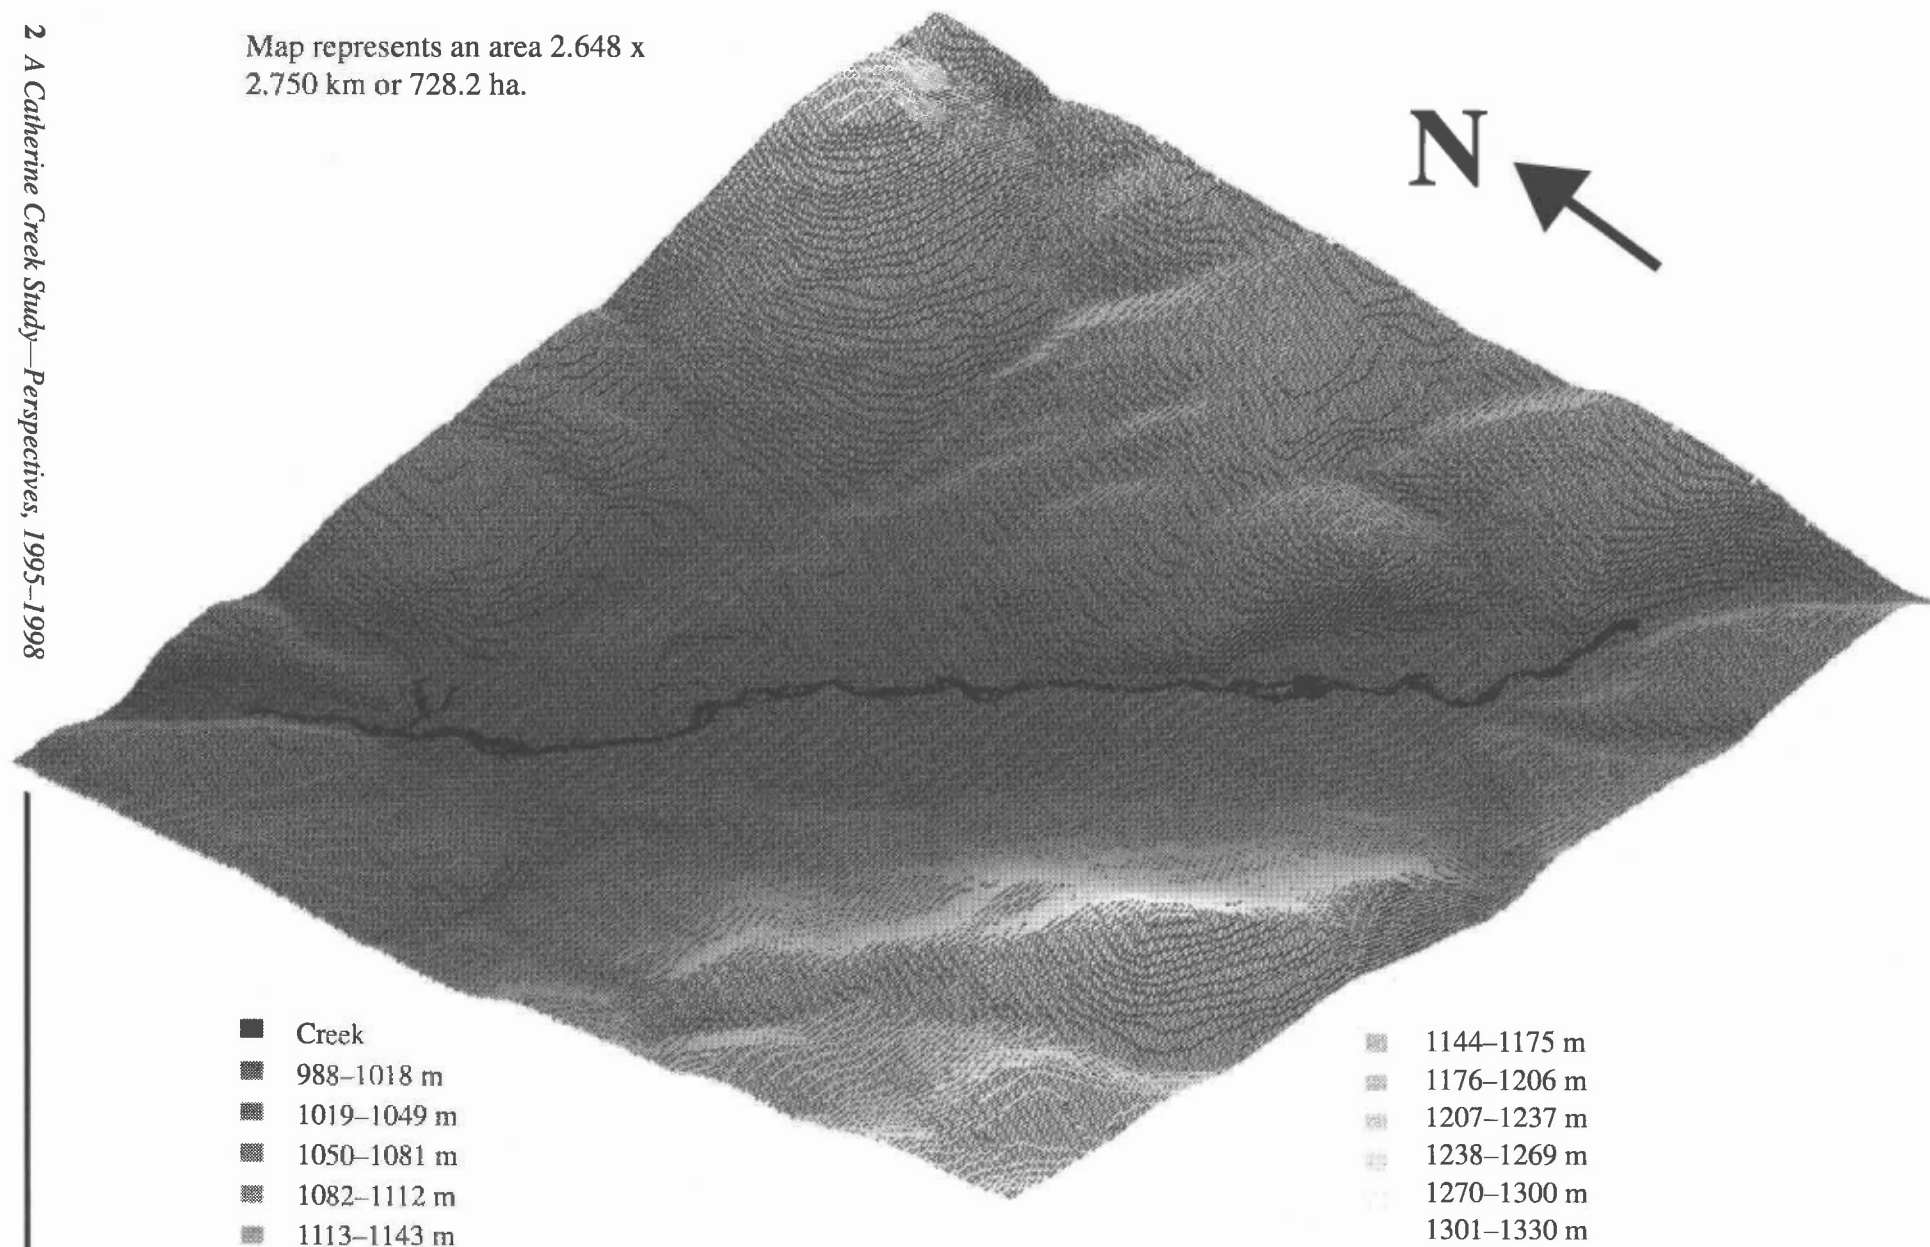 2 A Catherine Creek Study—Perspectives, 1995–1998
Map represents an area 2.648 x
2.750 km or 728.2 ha.
N
Creek
988–1018 m
1019–1049 m
1050–1081 m
1082–1112 m
1113–1143 m
1144–1175 m
1176–1206 m
1207–1237 m
1238–1269 m
1270–1300 m
1301–1330 m